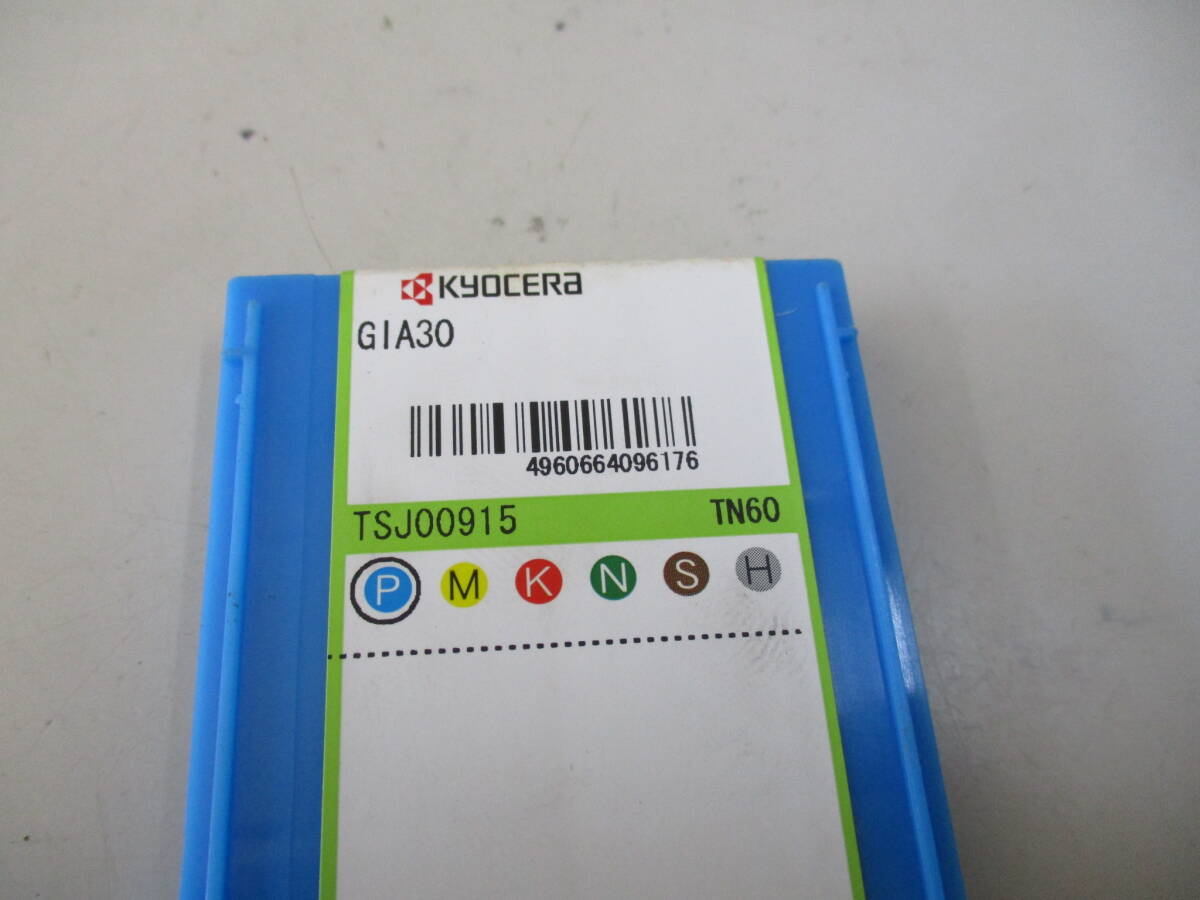 KYOCERA
GIA30
4960664096176
TSJ00915 TN60
P M K N S H